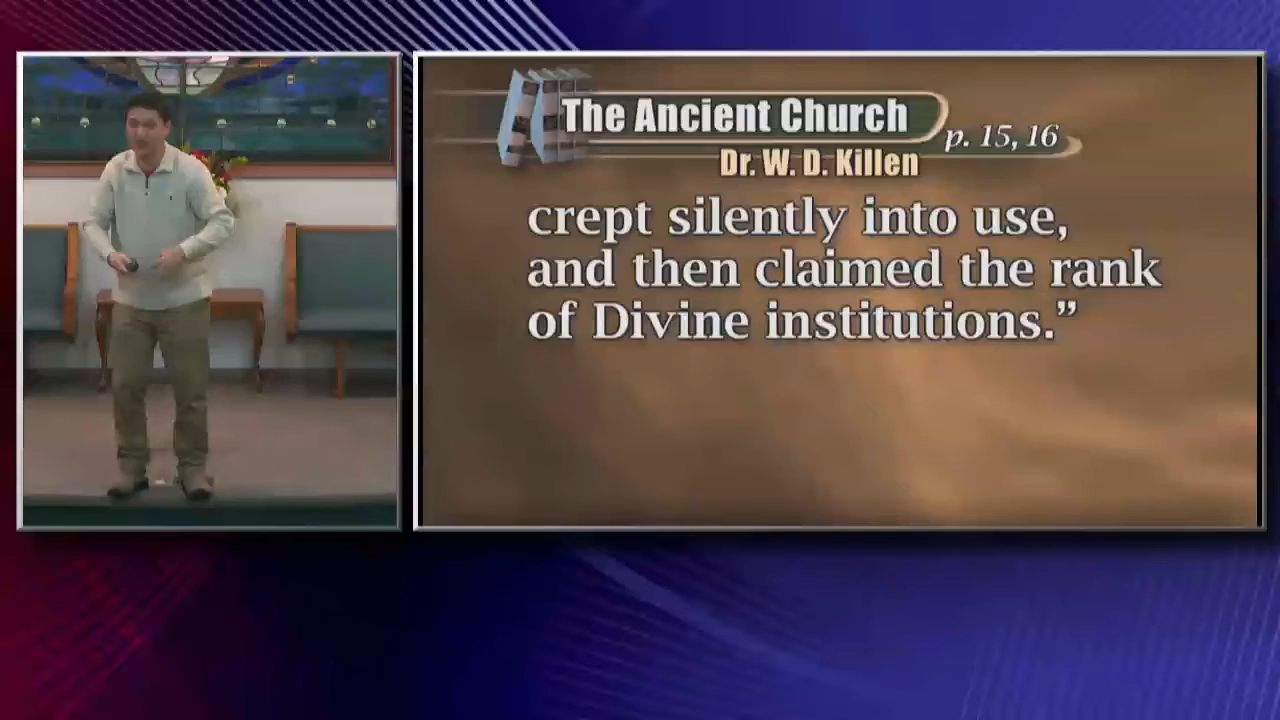 The Ancient Church
p. 15, 16
Dr. W. D. Killen
crept silently into use,
and then claimed the rank
of Divine institutions.”